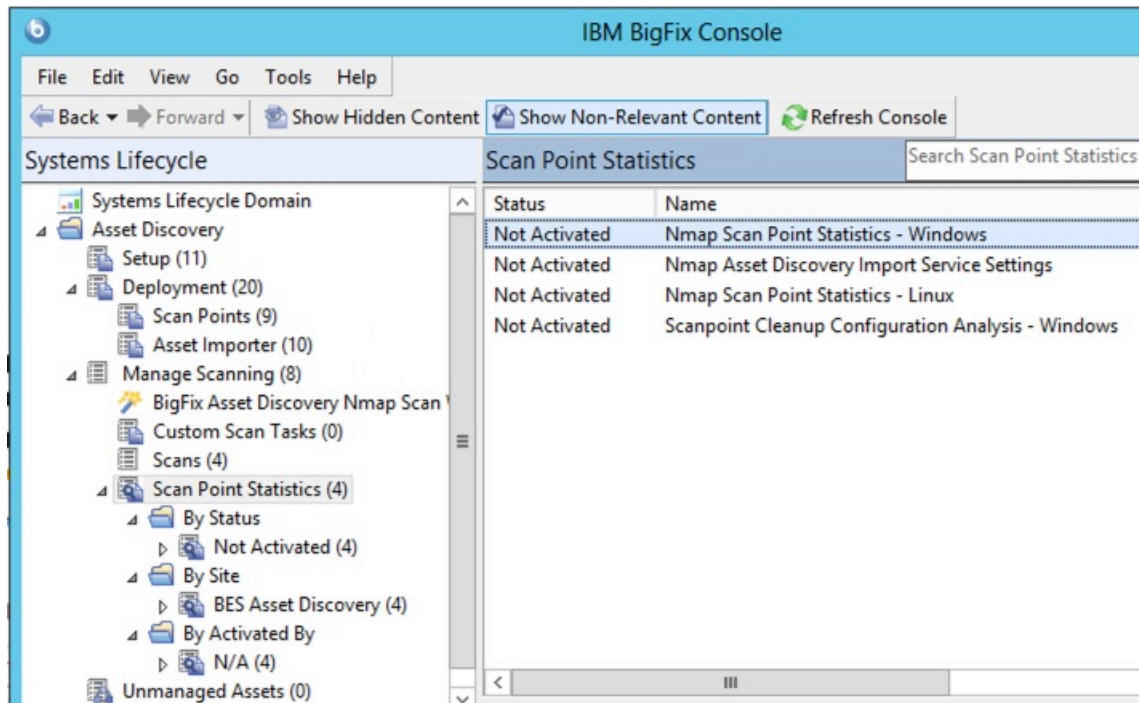 IBM BigFix Console
File Edit View Go Tools Help
Back Forward Show Hidden Content Show Non-Relevant Content Refresh Console
Systems Lifecycle
Systems Lifecycle Domain
Asset Discovery
Setup (11)
Deployment (20)
Scan Points (9)
Asset Importer (10)
Manage Scanning (8)
BigFix Asset Discovery Nmap Scan
Custom Scan Tasks (0)
Scans (4)
Scan Point Statistics (4)
By Status
Not Activated (4)
By Site
BES Asset Discovery (4)
By Activated By
N/A (4)
Unmanaged Assets (0)
Scan Point Statistics
Search Scan Point Statistics
Status Name
Not Activated Nmap Scan Point Statistics - Windows
Not Activated Nmap Asset Discovery Import Service Settings
Not Activated Nmap Scan Point Statistics - Linux
Not Activated Scanpoint Cleanup Configuration Analysis - Windows